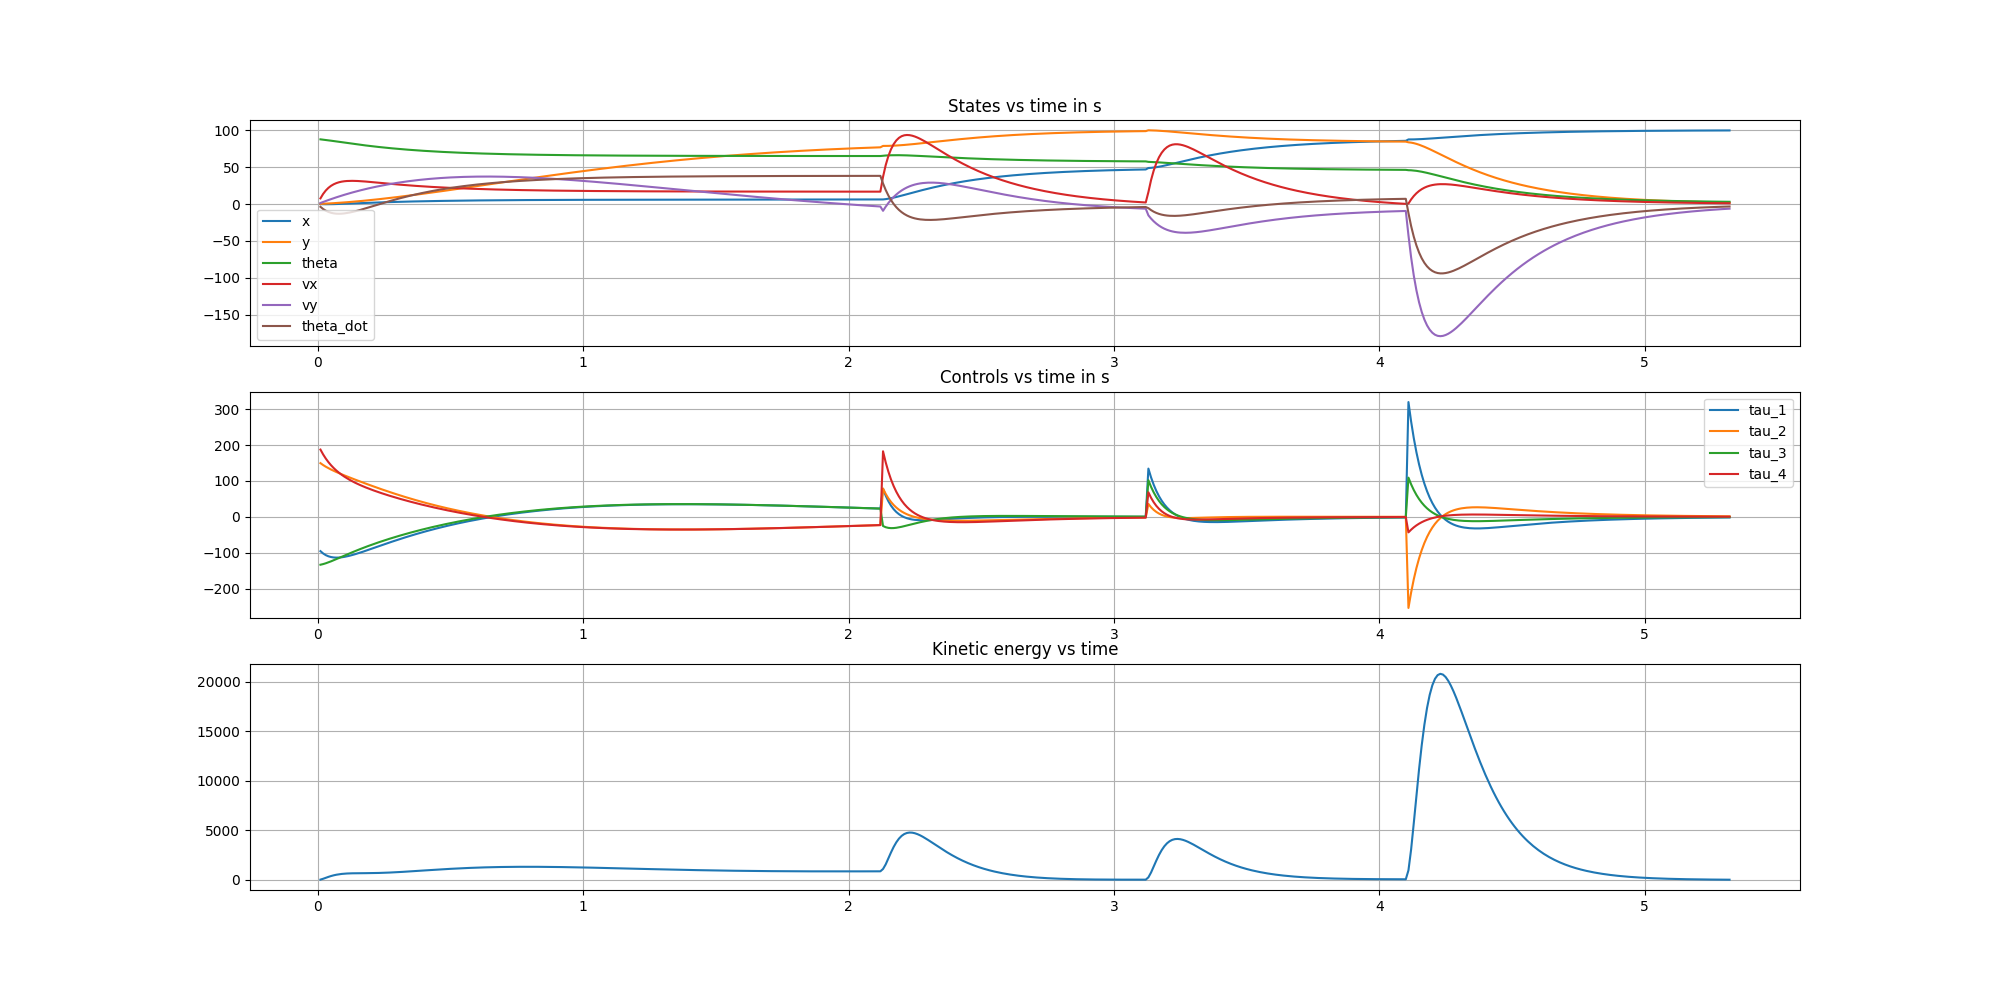 States vs time in s
100
50
0
−50
−100
−150
x
y
theta
vx
vy
theta_dot
0 1 2 3 4 5
Controls vs time in s
300
200
100
0
−100
−200
tau_1
tau_2
tau_3
tau_4
0 1 2 3 4 5
Kinetic energy vs time
20000
15000
10000
5000
0
0 1 2 3 4 5